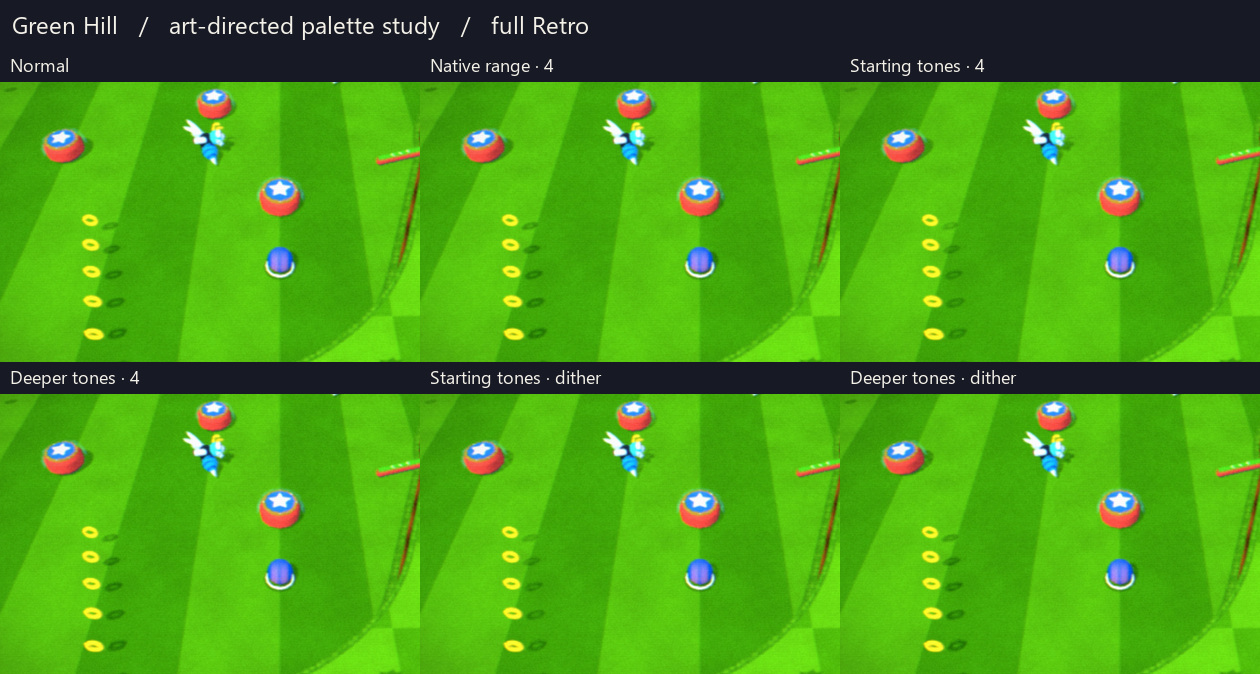 Green Hill / art-directed palette study / full Retro
Normal
Native range · 4
Starting tones · 4
Deeper tones · 4
Starting tones · dither
Deeper tones · dither